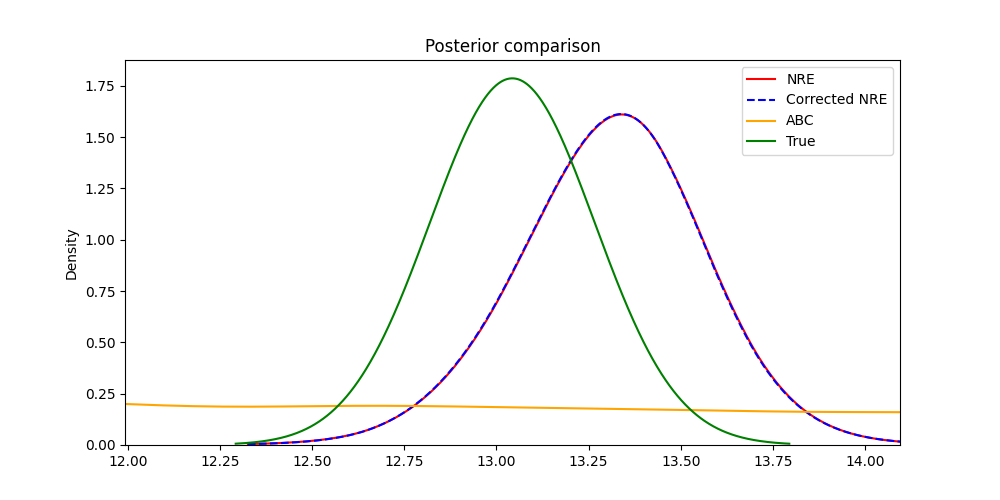 Posterior comparison
NRE
Corrected NRE
ABC
True
Density
1.75
1.50
1.25
1.00
0.75
0.50
0.25
0.00
12.00 12.25 12.50 12.75 13.00 13.25 13.50 13.75 14.00